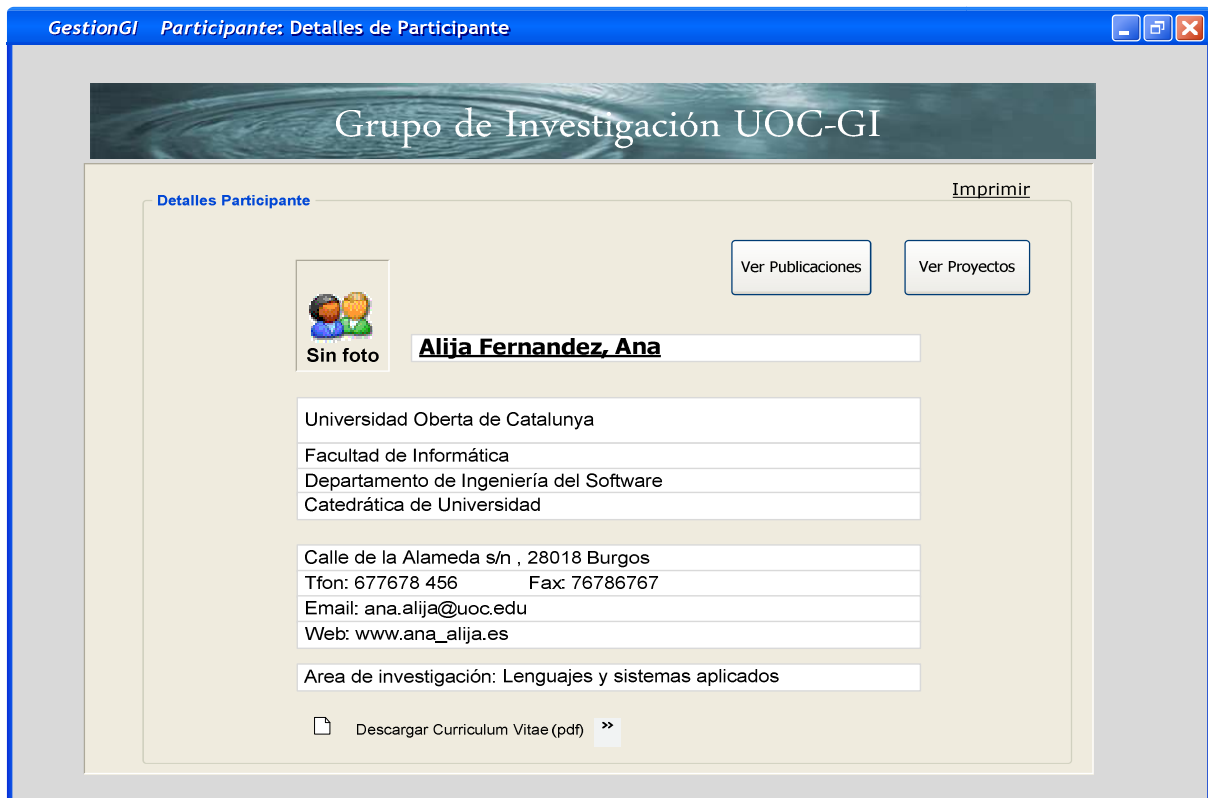 GestionGI Participante: Detalles de Participante
Grupo de Investigación UOC-GI
Imprimir
Detalles Participante
Ver Publicaciones Ver Proyectos
Sin foto
Alija Fernandez, Ana
Universidad Oberta de Catalunya
Facultad de Informática
Departamento de Ingeniería del Software
Catedrática de Universidad
Calle de la Alameda s/n , 28018 Burgos
Tfon: 677678 456 Fax: 76786767
Email: ana.alija@uoc.edu
Web: www.ana_alija.es
Area de investigación: Lenguajes y sistemas aplicados
Descargar Curriculum Vitae (pdf) >>